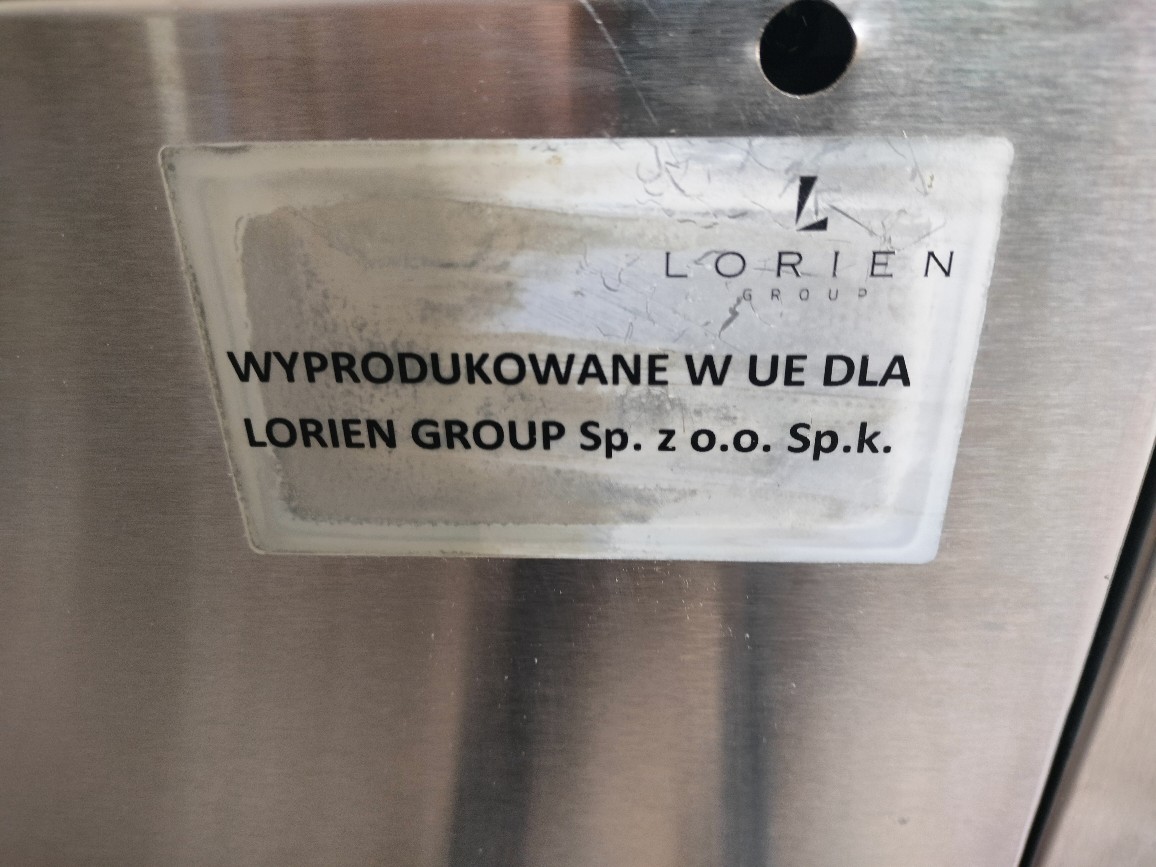 LORIEN
GROUP
WYPRODUKOWANE W UE DLA
LORIEN GROUP Sp. z o.o. Sp.k.